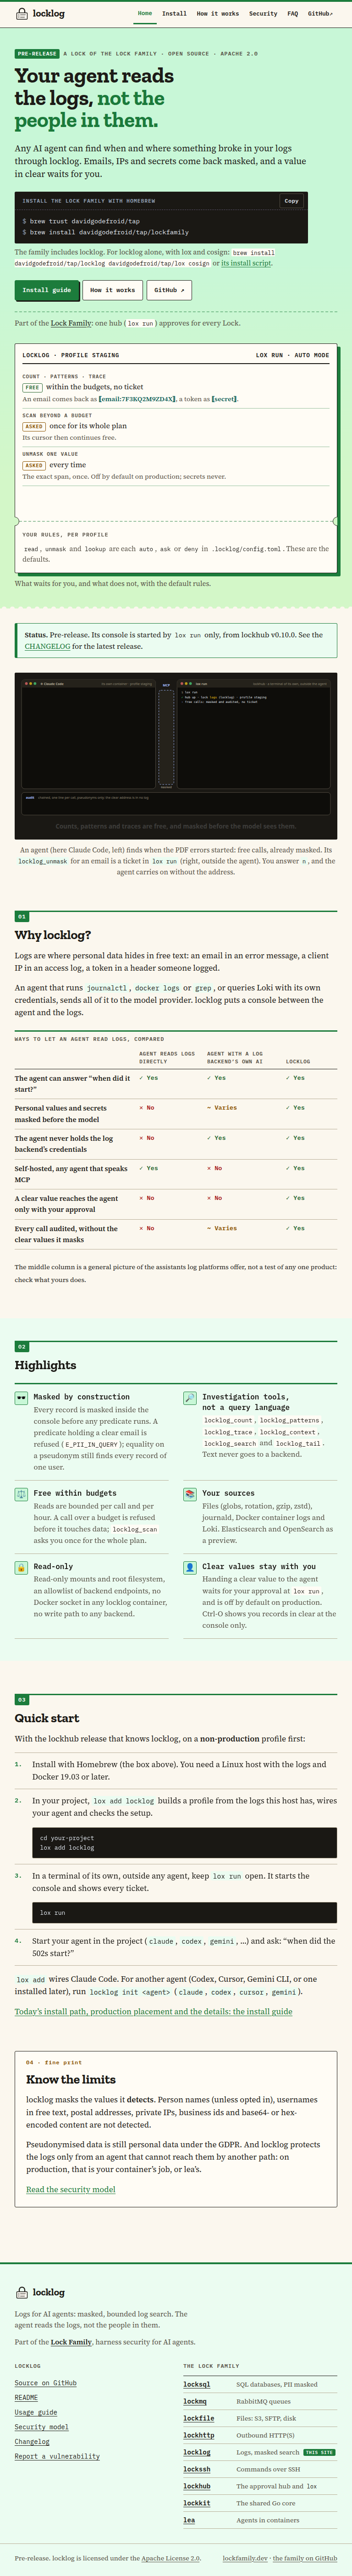 locklog
Home Install How it works Security FAQ GitHub↗
PRE-RELEASE A LOCK OF THE LOCK FAMILY · OPEN SOURCE · APACHE 2.0
Your agent reads
the logs, not the
people in them.
Any AI agent can find when and where something broke in your logs
through locklog. Emails, IPs and secrets come back masked, and a value
in clear waits for you.
INSTALL THE LOCK FAMILY WITH HOMEBREW Copy
$ brew trust davidgodefroid/tap
$ brew install davidgodefroid/tap/lockfamily
The family includes locklog. For locklog alone, with lox and cosign: brew install
davidgodefroid/tap/locklog davidgodefroid/tap/lox cosign or its install script.
Install guide How it works GitHub ↗
Part of the Lock Family: one hub ( lox run ) approves for every Lock.
LOCKLOG · PROFILE STAGING LOX RUN · AUTO MODE
COUNT · PATTERNS · TRACE
FREE within the budgets, no ticket
An email comes back as ⟦email:7F3KQ2M9ZD4X⟧, a token as ⟦secret⟧.
SCAN BEYOND A BUDGET
ASKED once for its whole plan
Its cursor then continues free.
UNMASK ONE VALUE
ASKED every time
The exact span, once. Off by default on production; secrets never.
YOUR RULES, PER PROFILE
read, unmask and lookup are each auto, ask or deny in .locklog/config.toml. These are the
defaults.
What waits for you, and what does not, with the default rules.
Status. Pre-release. Its console is started by lox run only, from lockhub v0.10.0. See the
CHANGELOG for the latest release.
Claude Code
MCP
lox run
Counts, patterns and traces are free, and masked before the model sees them.
An agent (here Claude Code, left) finds when the PDF errors started: free calls, already masked. Its
locklog_unmask for an email is a ticket in lox run (right, outside the agent). You answer n, and the
agent carries on without the address.
01
Why locklog?
Logs are where personal data hides in free text: an email in an error message, a client
IP in an access log, a token in a header someone logged.
An agent that runs journalctl, docker logs or grep, or queries Loki with its own
credentials, sends all of it to the model provider. locklog puts a console between the
agent and the logs.
WAYS TO LET AN AGENT READ LOGS, COMPARED
AGENT READS LOGS DIRECTLY AGENT WITH A LOG BACKEND'S OWN AI LOCKLOG
The agent can answer “when did it start?” ✓ Yes ✓ Yes ✓ Yes
Personal values and secrets masked before the model × No ~ Varies ✓ Yes
The agent never holds the log backend's credentials × No ✓ Yes ✓ Yes
Self-hosted, any agent that speaks MCP ✓ Yes × No ✓ Yes
A clear value reaches the agent only with your approval × No × No ✓ Yes
Every call audited, without the clear values it masks × No ~ Varies ✓ Yes
The middle column is a general picture of the assistants log platforms offer, not a test of any one product:
check what yours does.
02
Highlights
Masked by construction
Every record is masked inside the
console before any predicate runs. A
predicate holding a clear email is
refused ( E_PII_IN_QUERY ); equality on
a pseudonym still finds every record of
one user.
Investigation tools,
not a query language
locklog_count, locklog_patterns,
locklog_trace, locklog_context,
locklog_search and locklog_tail.
Text never goes to a backend.
Free within budgets
Reads are bounded per call and per
hour. A call over a budget is refused
before it touches data; locklog_scan
asks you once for the whole plan.
Your sources
Files (globs, rotation, gzip, zstd),
journald, Docker container logs and
Loki. Elasticsearch and OpenSearch as
a preview.
Read-only
Read-only mounts and root filesystem,
an allowlist of backend endpoints, no
Docker socket in any locklog container,
no write path to any backend.
Clear values stay with you
Handing a clear value to the agent
waits for your approval at lox run,
and is off by default on production.
Ctrl-O shows you records in clear at the
console only.
03
Quick start
With the lockhub release that knows locklog, on a non-production profile first:
1. Install with Homebrew (the box above). You need a Linux host with the logs and
Docker 19.03 or later.
2. In your project, lox add locklog builds a profile from the logs this host has, wires
your agent and checks the setup.
cd your-project
lox add locklog
3. In a terminal of its own, outside any agent, keep lox run open. It starts the
console and shows every ticket.
lox run
4. Start your agent in the project ( claude, codex, gemini, …) and ask: “when did the
502s start?”
lox add wires Claude Code. For another agent (Codex, Cursor, Gemini CLI, or one
installed later), run locklog init <agent> ( claude, codex, cursor, gemini ).
Today's install path, production placement and the details: the install guide
04 · fine print
Know the limits
locklog masks the values it detects. Person names (unless opted in), usernames
in free text, postal addresses, private IPs, business ids and base64- or hex-
encoded content are not detected.
Pseudonymised data is still personal data under the GDPR. And locklog protects
the logs only from an agent that cannot reach them by another path: on
production, that is your container's job, or lea's.
Read the security model
locklog
Logs for AI agents: masked, bounded log search. The
agent reads the logs, not the people in them.
Part of the Lock Family, harness security for AI agents.
LOCKLOG
Source on GitHub
README
Usage guide
Security model
Changelog
Report a vulnerability
THE LOCK FAMILY
locksql SQL databases, PII masked
lockmq RabbitMQ queues
lockfile Files: S3, SFTP, disk
lockhttp Outbound HTTP(S)
locklog Logs, masked search THIS SITE
lockssh Commands over SSH
lockhub The approval hub and lox
lockkit The shared Go core
lea Agents in containers
Pre-release. locklog is licensed under the Apache License 2.0. lockfamily.dev · the family on GitHub